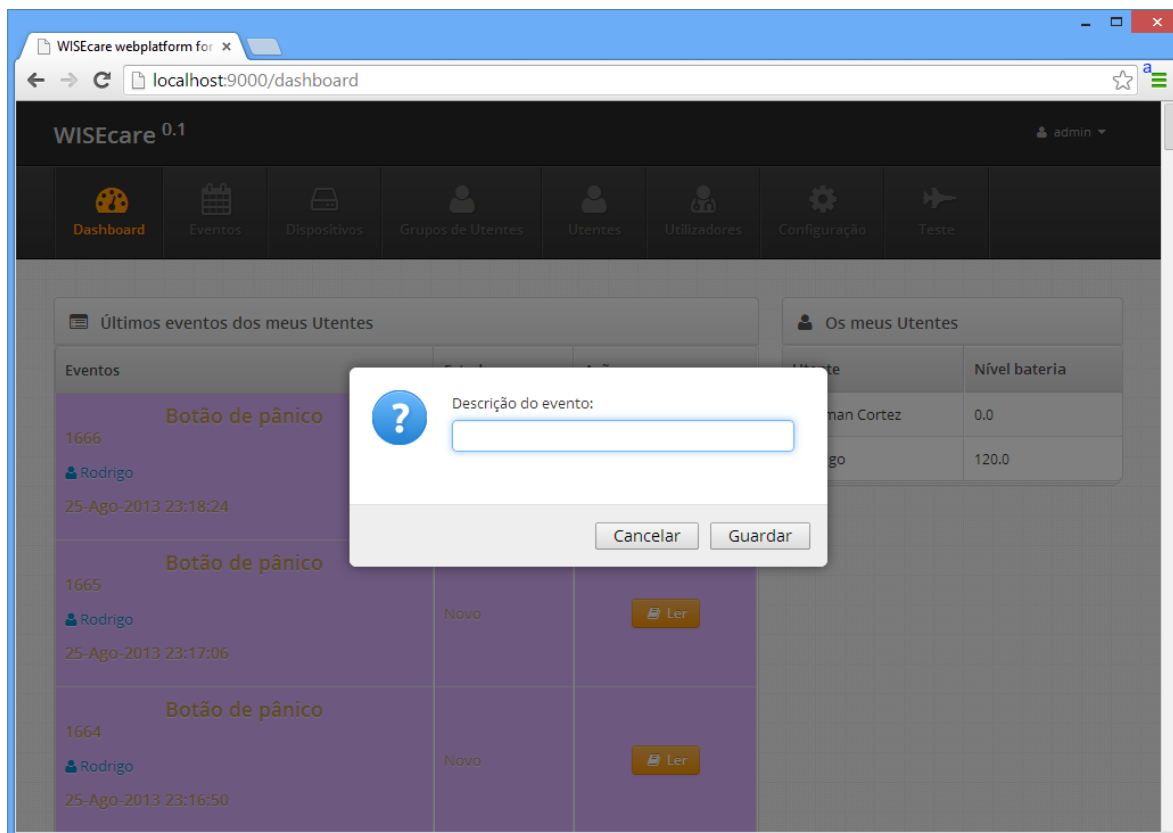 WISEcare webplatform for
localhost:9000/dashboard
WISEcare 0.1
admin
Dashboard Eventos Dispositivos Grupos de Utentes Utentes Utilizadores Configuração Teste
Últimos eventos dos meus Utentes
Os meus Utentes
Eventos
Nível bateria
Botão de pânico
1666
Rodrigo
25-Ago-2013 23:18:24
man Cortez 0.0
go 120.0
Descrição do evento:
Cancelar Guardar
Botão de pânico
1665
Rodrigo
25-Ago-2013 23:17:06
Novo
Ler
Botão de pânico
1664
Rodrigo
25-Ago-2013 23:16:50
Novo
Ler